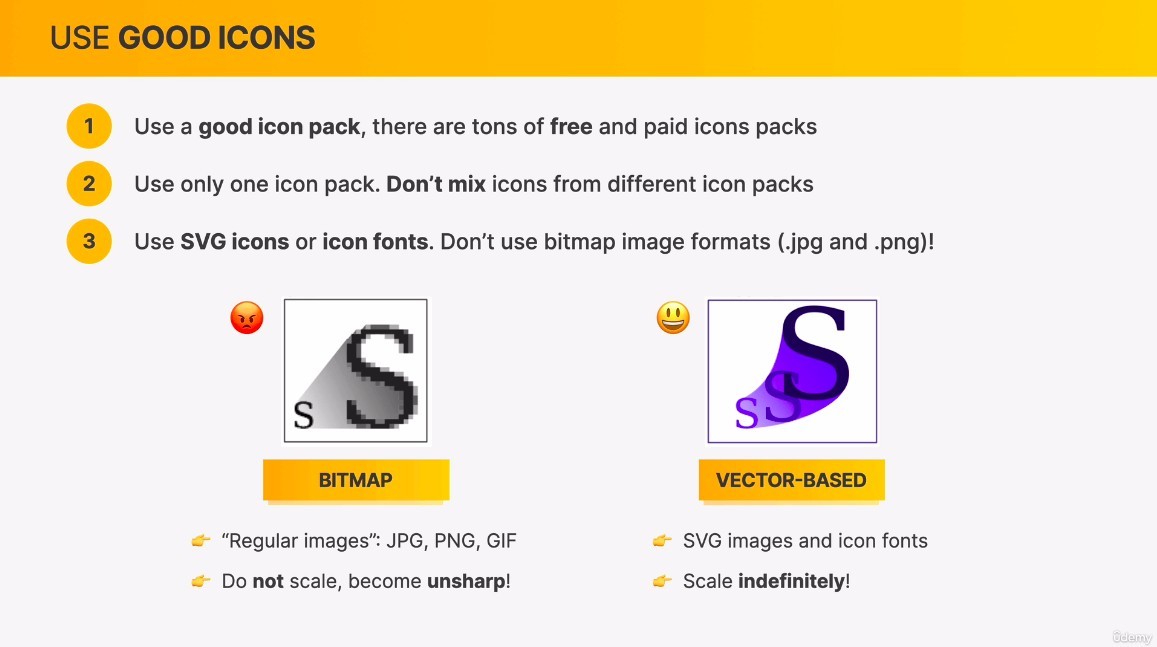 USE GOOD ICONS
1 Use a good icon pack, there are tons of free and paid icons packs
2 Use only one icon pack. Don’t mix icons from different icon packs
3 Use SVG icons or icon fonts. Don’t use bitmap image formats (.jpg and .png)!
S S
S S S
BITMAP
VECTOR-BASED
“Regular images”: JPG, PNG, GIF
SVG images and icon fonts
Do not scale, become unsharp!
Scale indefinitely!
ûdemy